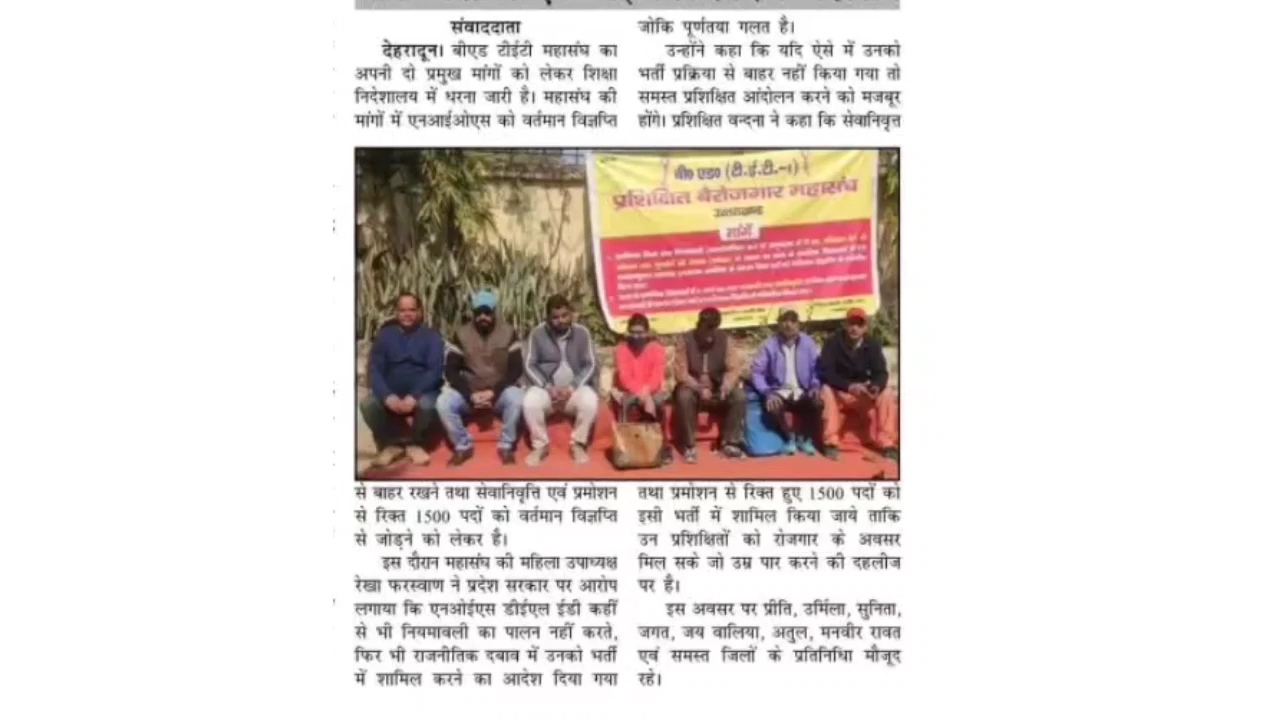 संवाददाता
देहरादून। बीएड टीईटी महासंघ का
अपनी दो प्रमुख मांगों को लेकर शिक्षा
निदेशालय में धरना जारी है। महासंघ की
मांगों में एनआईओएस को वर्तमान विज्ञप्ति
जोकि पूर्णतया गलत है।
उन्होंने कहा कि यदि ऐसे में उनको
भर्ती प्रक्रिया से बाहर नहीं किया गया तो
समस्त प्रशिक्षित आंदोलन करने को मजबूर
होंगे। प्रशिक्षित वन्दना ने कहा कि सेवानिवृत्त
बी० एड० (टी.ई.टी.-1)
प्रशिक्षित बेरोजगार महासंघ
उत्तराखण्ड
मांगें
से बाहर रखने तथा सेवानिवृत्ति एवं प्रमोशन
से रिक्त 1500 पदों को वर्तमान विज्ञप्ति
से जोड़ने को लेकर है।
इस दौरान महासंघ की महिला उपाध्यक्ष
रेखा फरस्वाण ने प्रदेश सरकार पर आरोप
लगाया कि एनओईएस डीईएल ईडी कहीं
से भी नियमावली का पालन नहीं करते,
फिर भी राजनीतिक दबाव में उनको भर्ती
में शामिल करने का आदेश दिया गया
तथा प्रमोशन से रिक्त हुए 1500 पदों को
इसी भर्ती में शामिल किया जाये ताकि
उन प्रशिक्षितों को रोजगार के अवसर
मिल सके जो उम्र पार करने की दहलीज
पर है।
इस अवसर पर प्रीति, उर्मिला, सुनिता,
जगत, जय वालिया, अतुल, मनवीर रावत
एवं समस्त जिलों के प्रतिनिधि मौजूद
रहे।